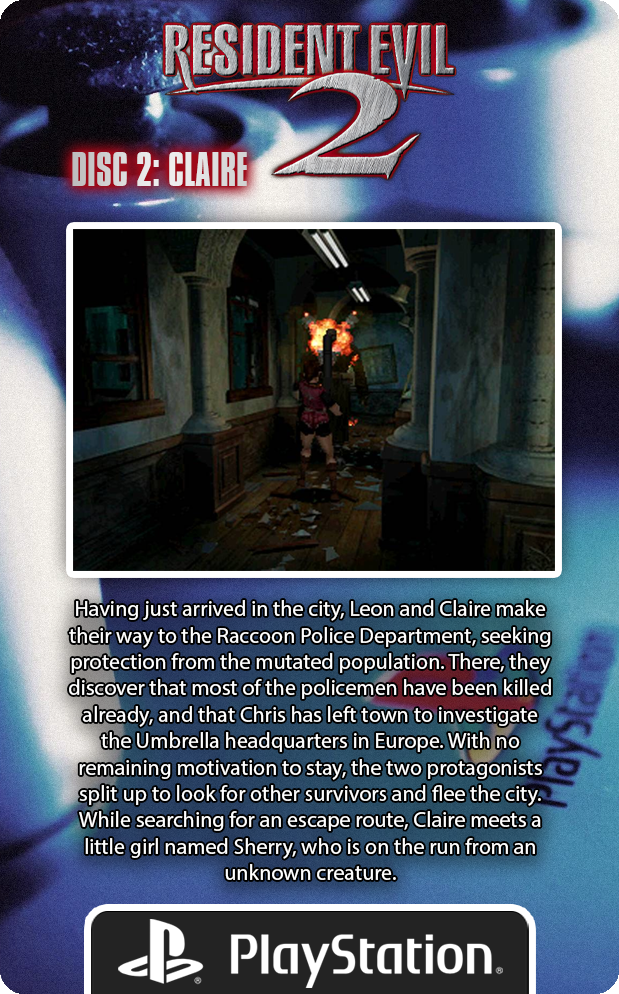 RESIDENT EVIL
2
DISC 2: CLAIRE
Having just arrived in the city, Leon and Claire make
their way to the Raccoon Police Department, seeking
protection from the mutated population. There, they
discover that most of the policemen have been killed
already, and that Chris has left town to investigate
the Umbrella headquarters in Europe. With no
remaining motivation to stay, the two protagonists
split up to look for other survivors and flee the city.
While searching for an escape route, Claire meets a
little girl named Sherry, who is on the run from an
unknown creature.
PlayStation
PlayStation®